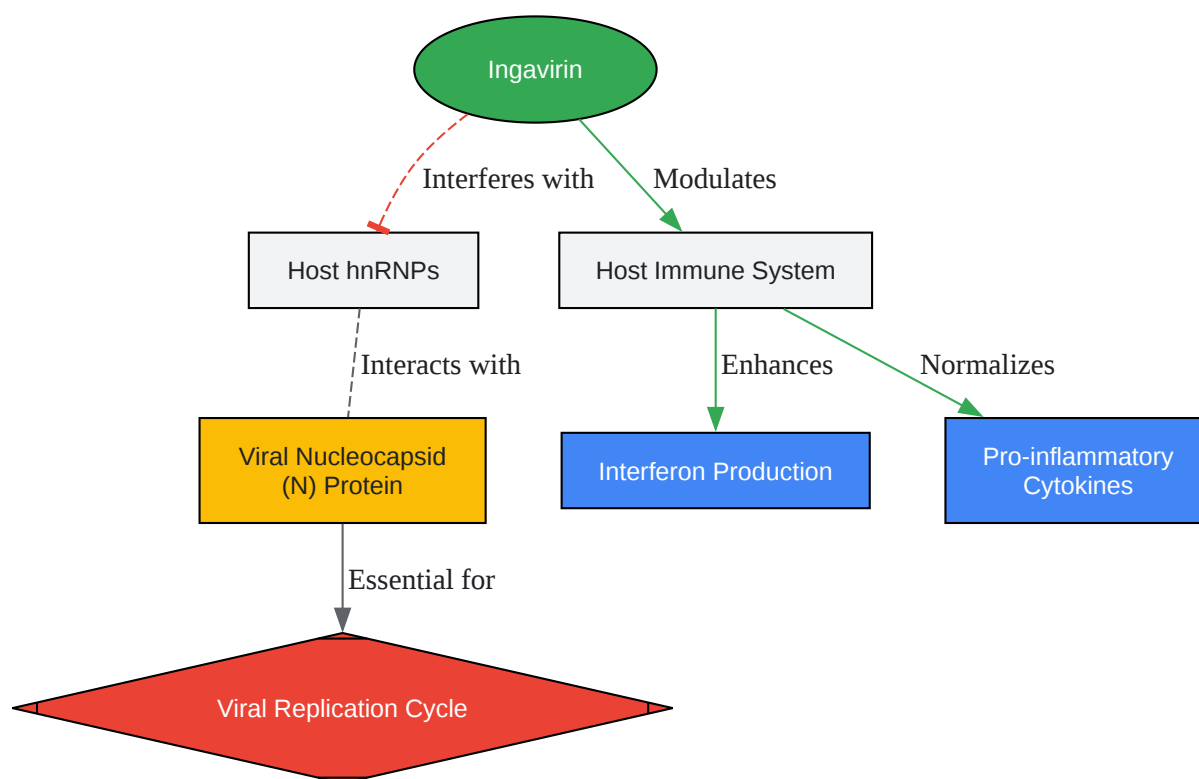 Ingavirin
Interferes with
Modulates
Host hnRNPs
Host Immune System
Interacts with
Enhances
Normalizes
Viral Nucleocapsid
(N) Protein
Interferon Production
Pro-inflammatory
Cytokines
Essential for
Viral Replication Cycle